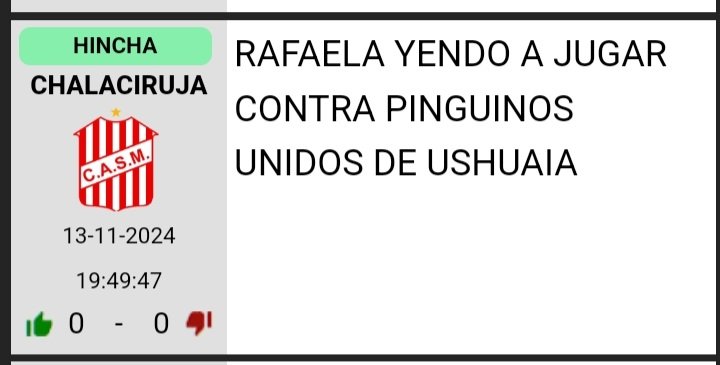 HINCHA
CHALACIRUJA
C.A.S.M.
13-11-2024
19:49:47
0 - 0
RAFAELA YENDO A JUGAR
CONTRA PINGUINOS
UNIDOS DE USHUAIA